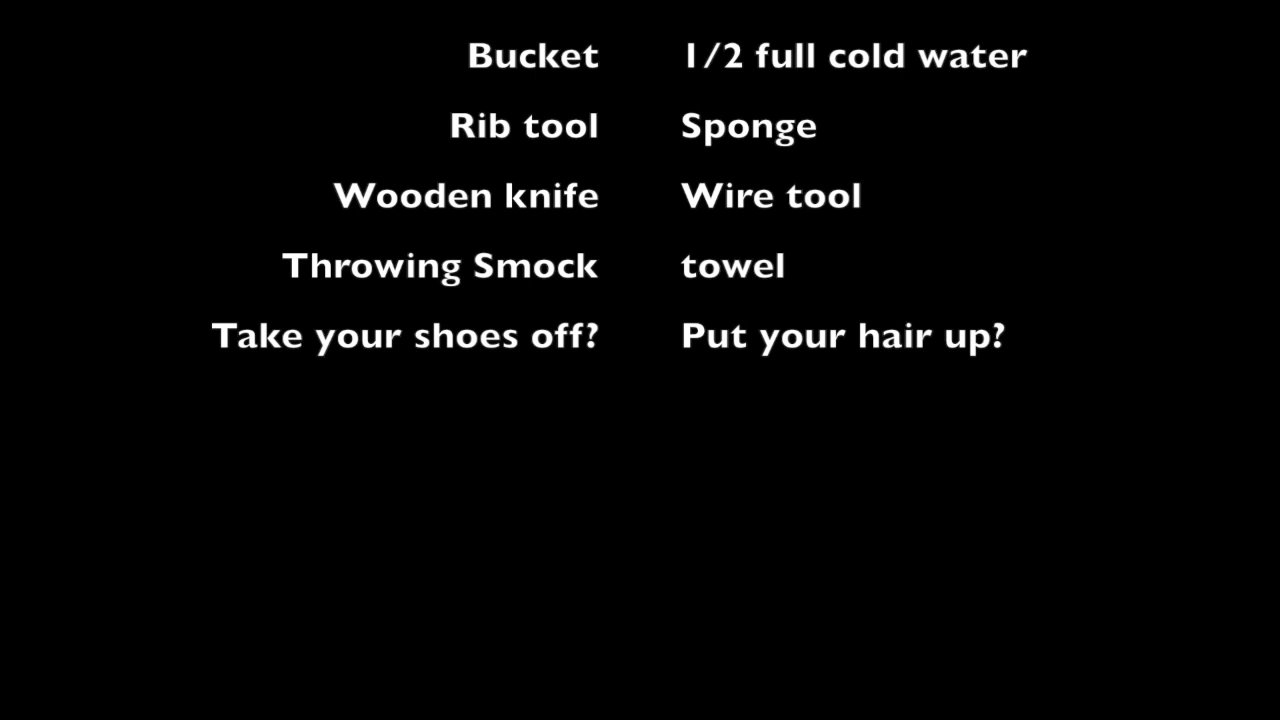 Bucket 1/2 full cold water
Rib tool Sponge
Wooden knife Wire tool
Throwing Smock towel
Take your shoes off? Put your hair up?